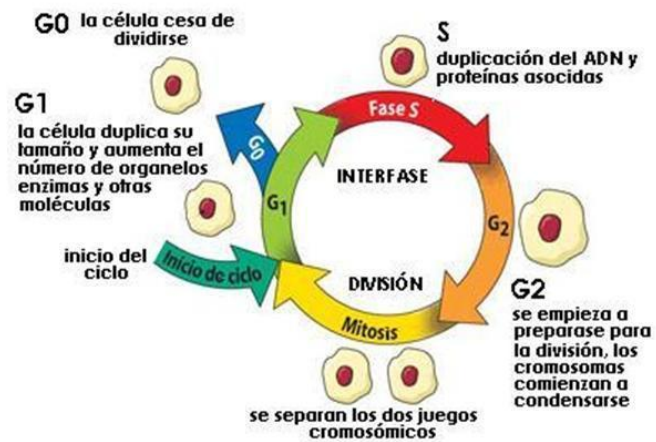 G0 la célula cesa de
dividirse
S
duplicación del ADN y
proteínas asocidas
G1
la célula duplica su
tamaño y aumenta el
número de organelos
enzimas y otras
moléculas
Fase S
G0
G1
INTERFASE
G2
inicio del
ciclo
Inicio de ciclo
DIVISIÓN
Mitosis
G2
se empieza a
prepararse para
la división, los
cromosomas
comienzan a
condensarse
se separan los dos juegos
cromosómicos